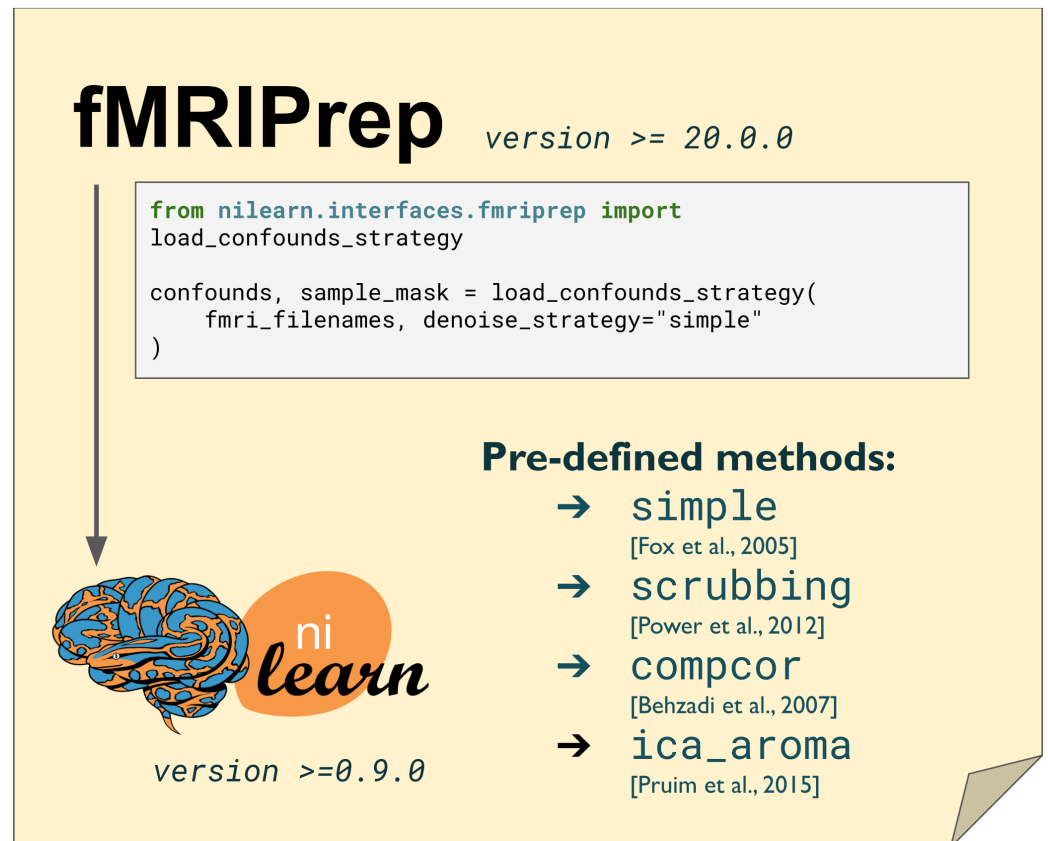 fMRIPrep version >= 20.0.0
from nilearn.interfaces.fmriprep import
load_confounds_strategy
confounds, sample_mask = load_confounds_strategy(
    fmri_filenames, denoise_strategy="simple"
)
Pre-defined methods:
➔ simple
[Fox et al., 2005]
➔ scrubbing
[Power et al., 2012]
➔ compcor
[Behzadi et al., 2007]
➔ ica_aroma
[Pruim et al., 2015]
ni
learn
version >=0.9.0